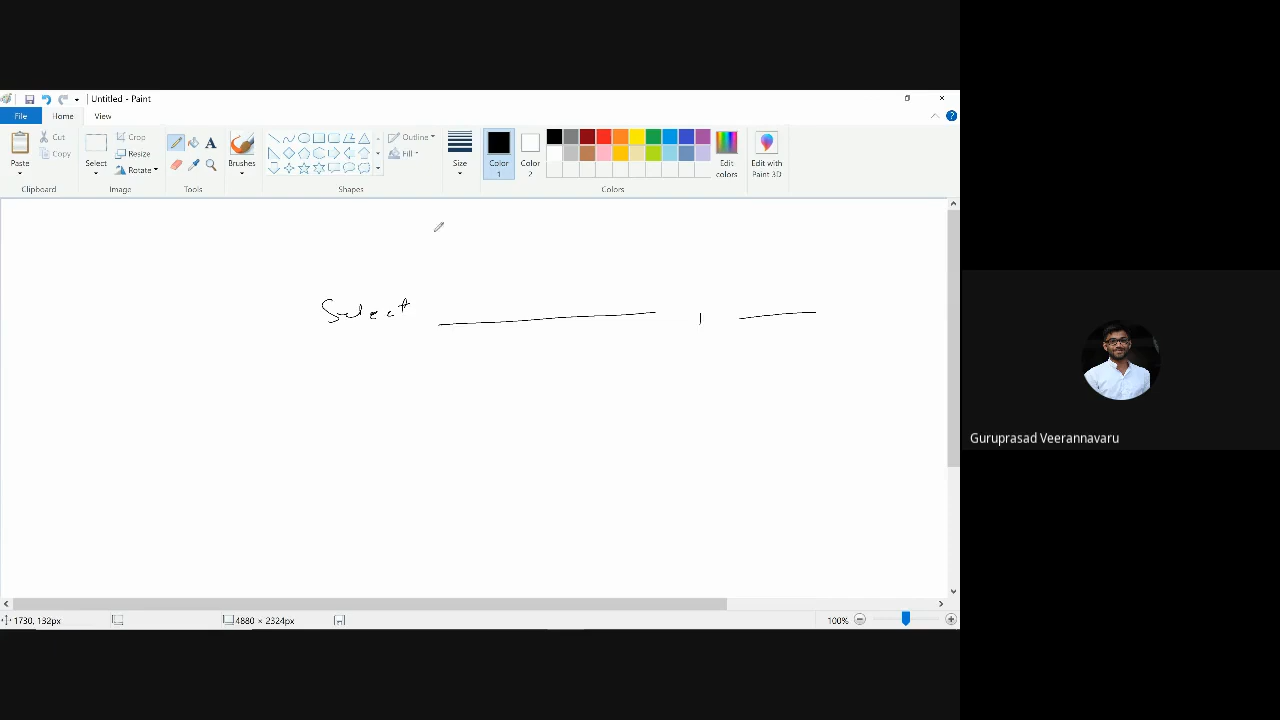 Untitled - Paint
File Home View
Paste Cut Copy Select Crop Resize Rotate Brushes Size Outline Fill Color 1 Color 2 Edit colors Edit with Paint 3D
Clipboard Image Tools Shapes Colors
Select ,
Guruprasad Veerannavaru
1730, 132px 4880 × 2324px 100%